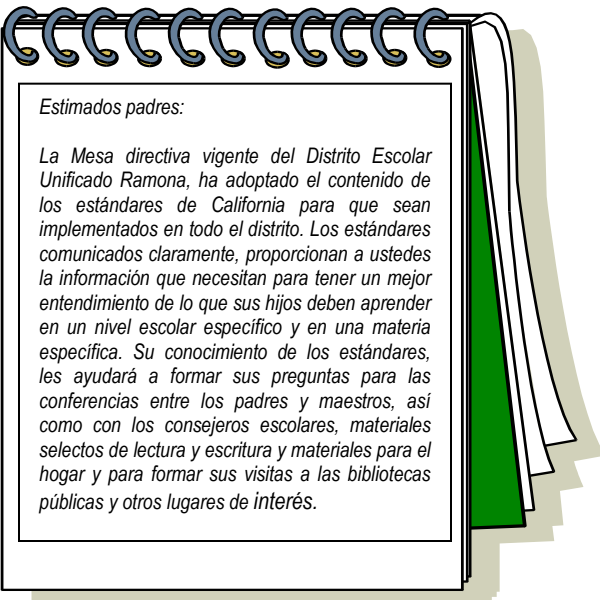 Estimados padres:
La Mesa directiva vigente del Distrito Escolar
Unificado Ramona, ha adoptado el contenido de
los estándares de California para que sean
implementados en todo el distrito. Los estándares
comunicados claramente, proporcionan a ustedes
la información que necesitan para tener un mejor
entendimiento de lo que sus hijos deben aprender
en un nivel escolar específico y en una materia
específica. Su conocimiento de los estándares,
les ayudará a formar sus preguntas para las
conferencias entre los padres y maestros, así
como con los consejeros escolares, materiales
selectos de lectura y escritura y materiales para el
hogar y para formar sus visitas a las bibliotecas
públicas y otros lugares de interés.